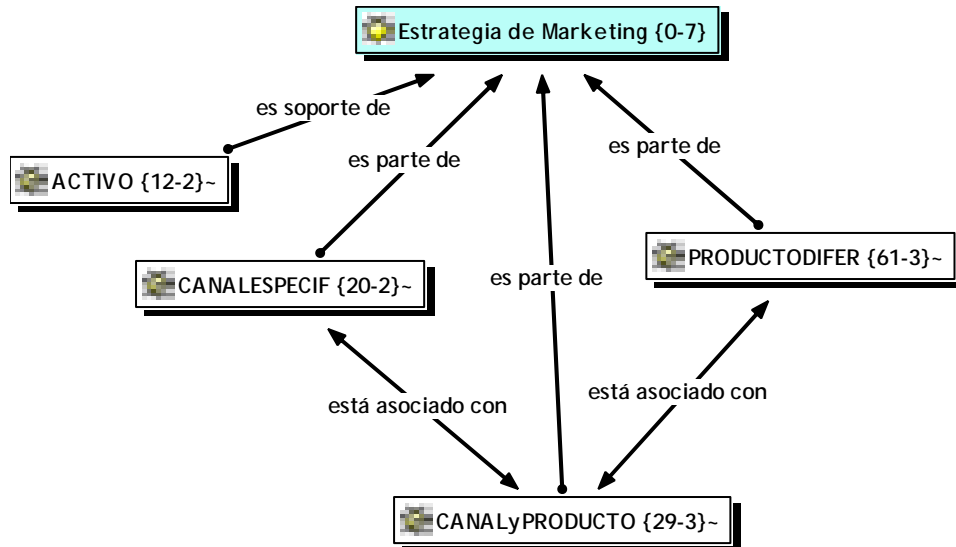 Estrategia de Marketing {0-7}
es soporte de
es parte de
es parte de
ACTIVO {12-2}~
PRODUCTODIFER {61-3}~
CANALESPECIF {20-2}~
es parte de
está asociado con
está asociado con
CANALyPRODUCTO {29-3}~